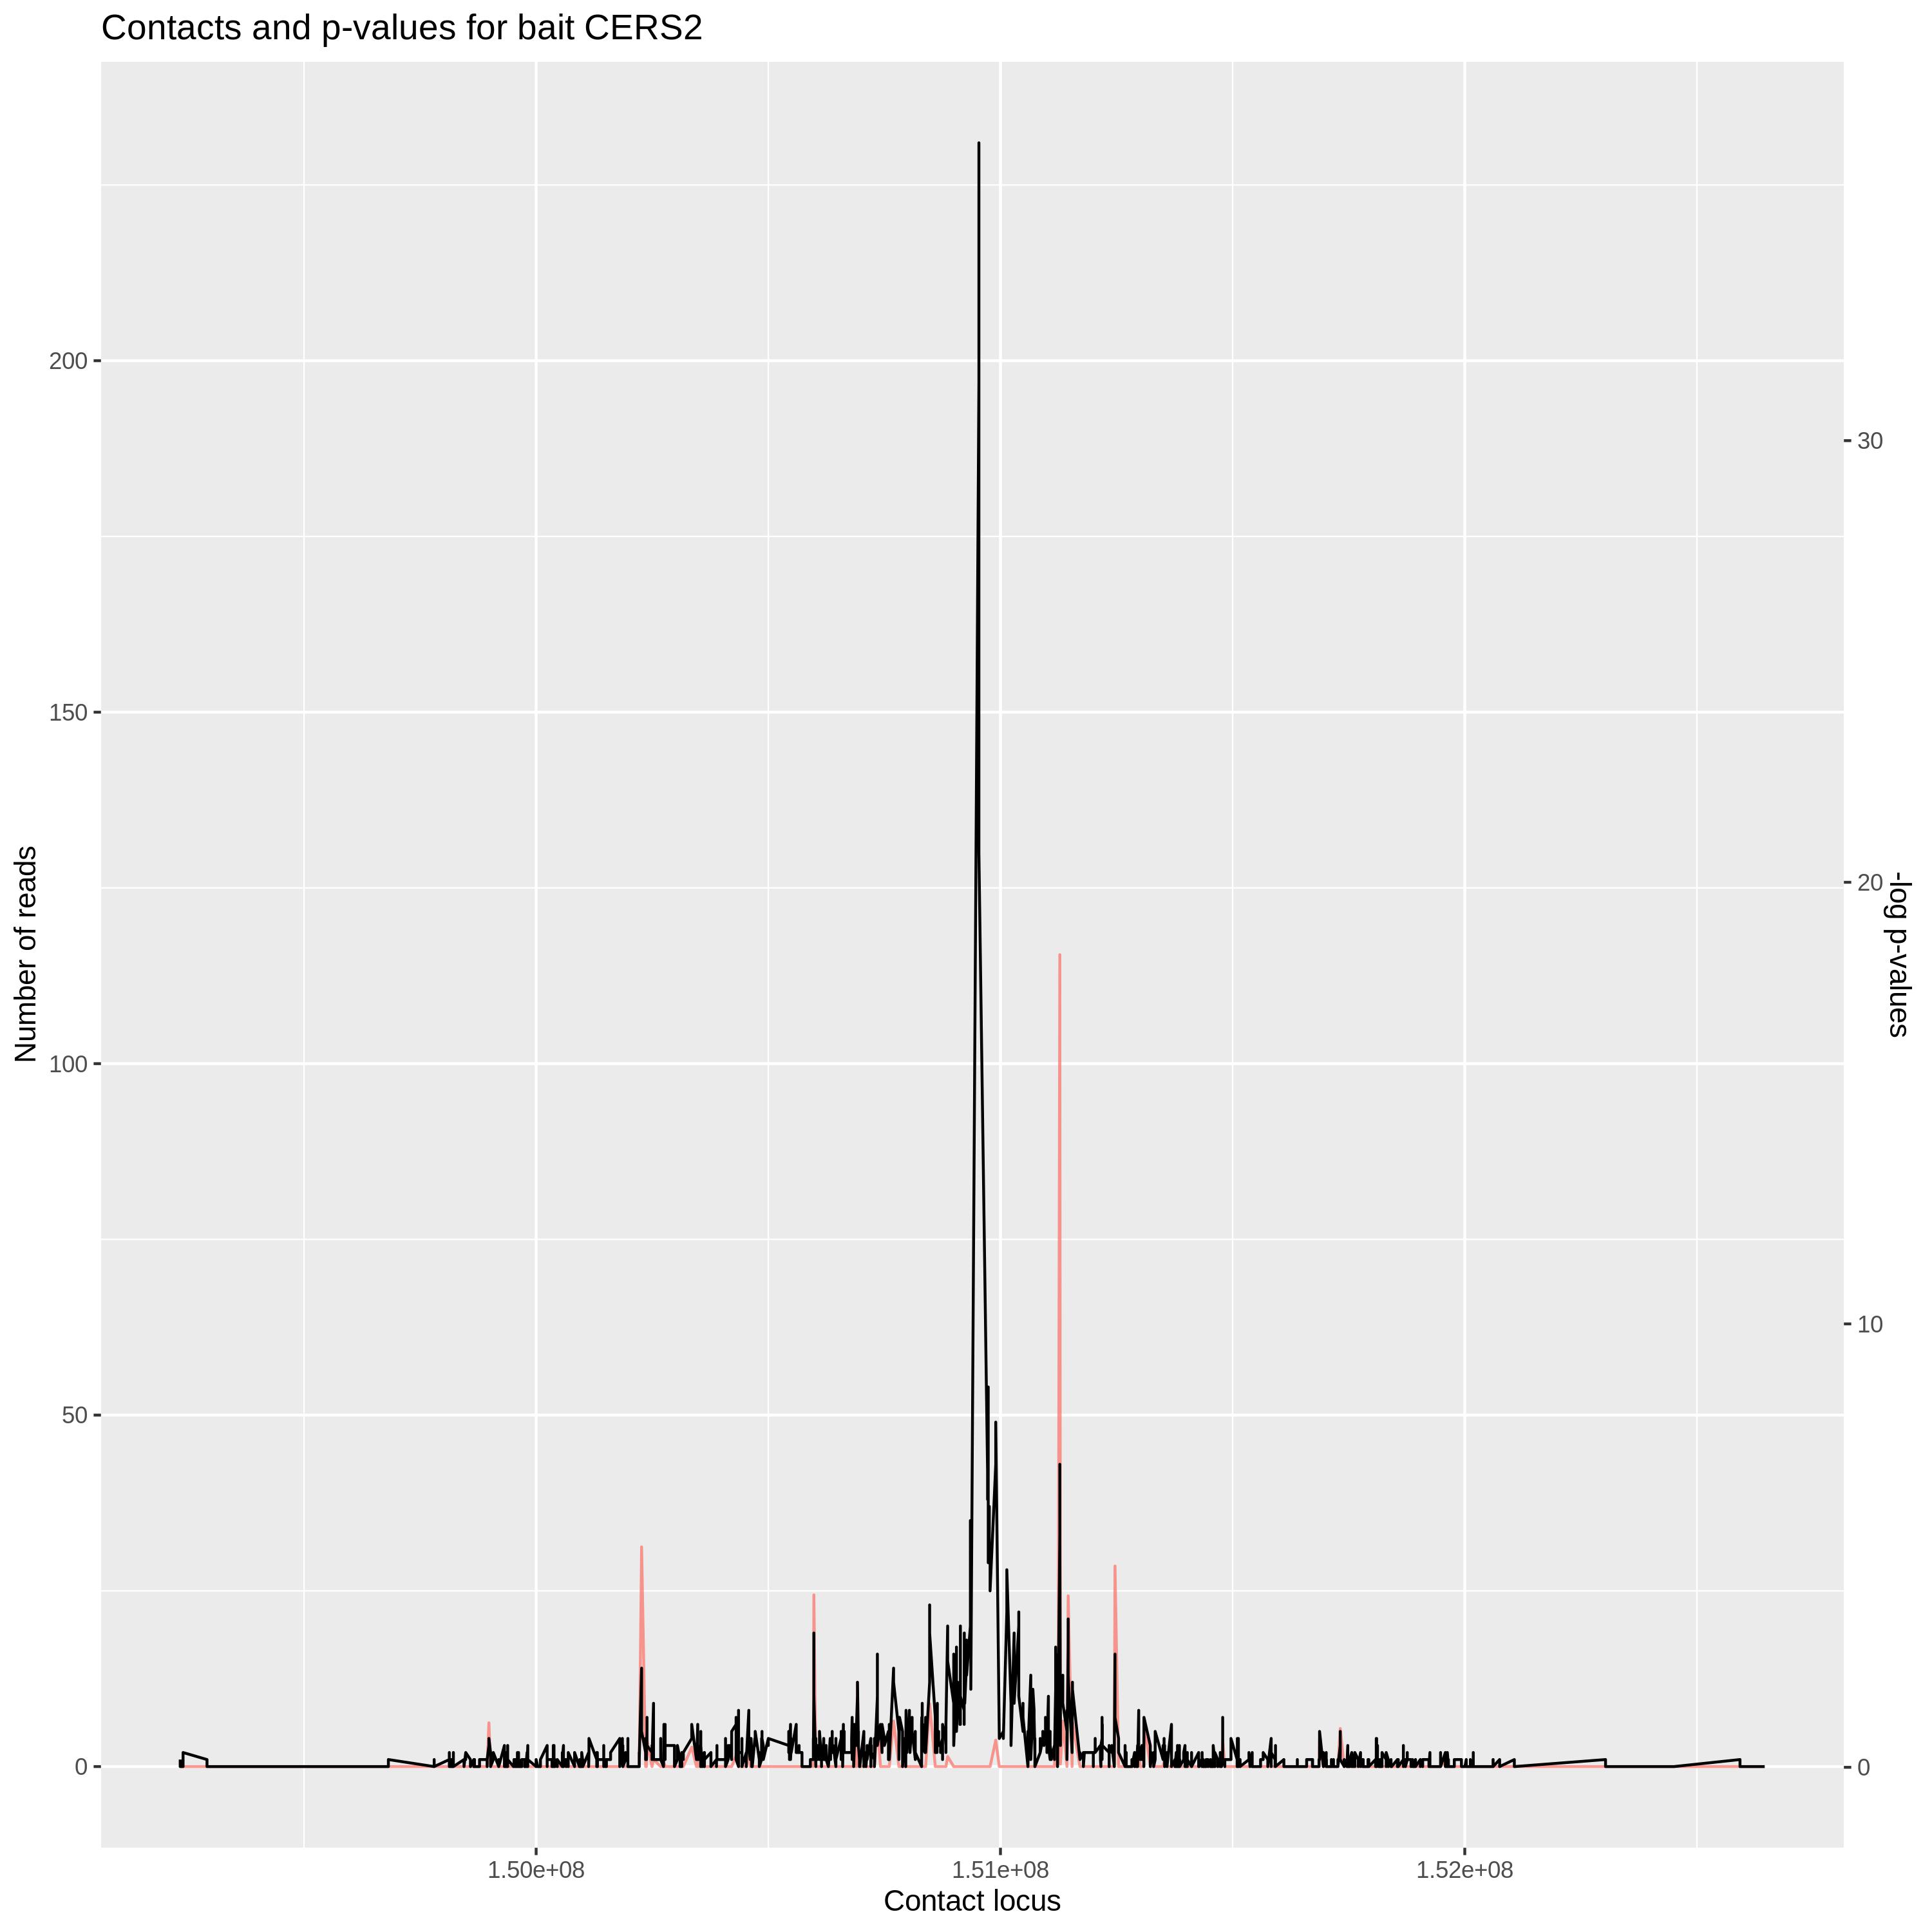 Contacts and p-values for bait CERS2
Number of reads
200
150
100
50
0
30
20
10
0
-log p-values
1.50e+08
1.51e+08
1.52e+08
Contact locus